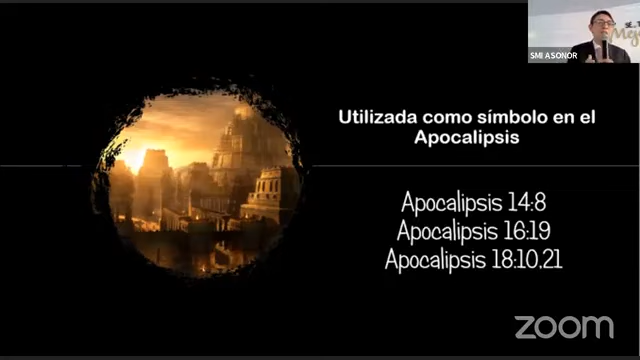 SMI ASONOR
Utilizada como símbolo en el
Apocalipsis
Apocalipsis 14:8
Apocalipsis 16:19
Apocalipsis 18:10,21
zoom